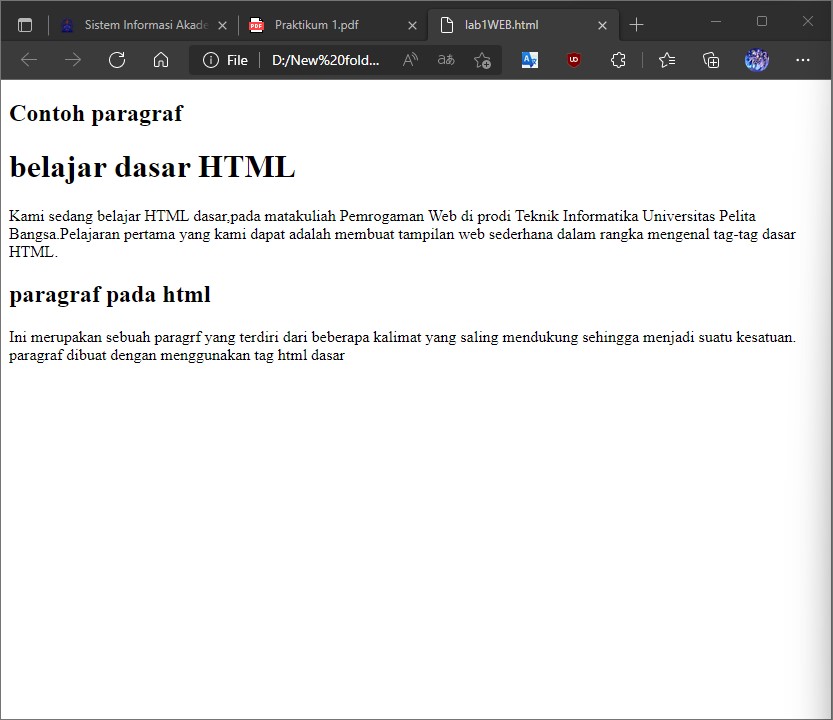 Sistem Informasi Akade
Praktikum 1.pdf
lab1WEB.html
File
D:/New%20fold...
Contoh paragraf
belajar dasar HTML
Kami sedang belajar HTML dasar,pada matakuliah Pemrogaman Web di prodi Teknik Informatika Universitas Pelita
Bangsa.Pelajaran pertama yang kami dapat adalah membuat tampilan web sederhana dalam rangka mengenal tag-tag dasar
HTML.
paragraf pada html
Ini merupakan sebuah paragrf yang terdiri dari beberapa kalimat yang saling mendukung sehingga menjadi suatu kesatuan.
paragraf dibuat dengan menggunakan tag html dasar